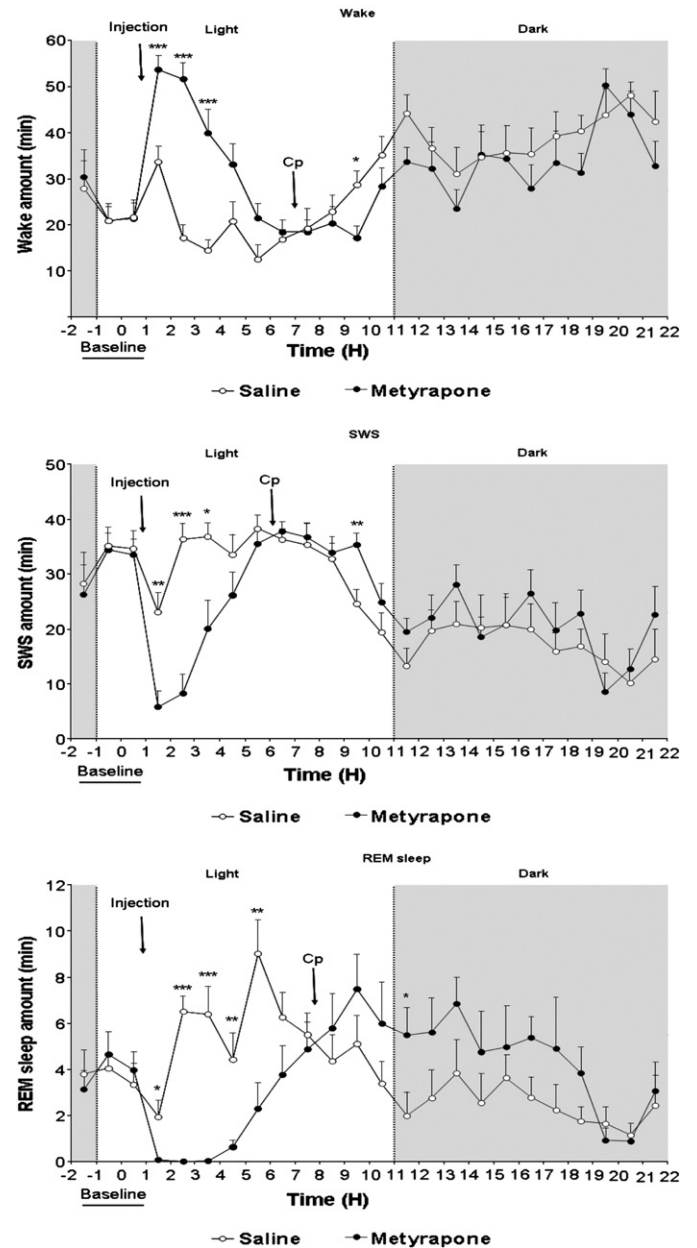 Wake
Injection Light Dark
*** *** ***
Cp
*
Wake amount (min)
60
50
40
30
20
10
0
-2 -1 0 1 2 3 4 5 6 7 8 9 10 11 12 13 14 15 16 17 18 19 20 21 22
Baseline Time (H)
Saline Metyrapone
SWS
Light Dark
Injection Cp
** *** * **
SWS amount (min)
50
40
30
20
10
0
-2 -1 0 1 2 3 4 5 6 7 8 9 10 11 12 13 14 15 16 17 18 19 20 21 22
Baseline Time (H)
Saline Metyrapone
REM sleep
Light Dark
Injection Cp
* *** *** ** ** *
REM sleep amount (min)
12
10
8
6
4
2
0
-2 -1 0 1 2 3 4 5 6 7 8 9 10 11 12 13 14 15 16 17 18 19 20 21 22
Baseline Time (H)
Saline Metyrapone